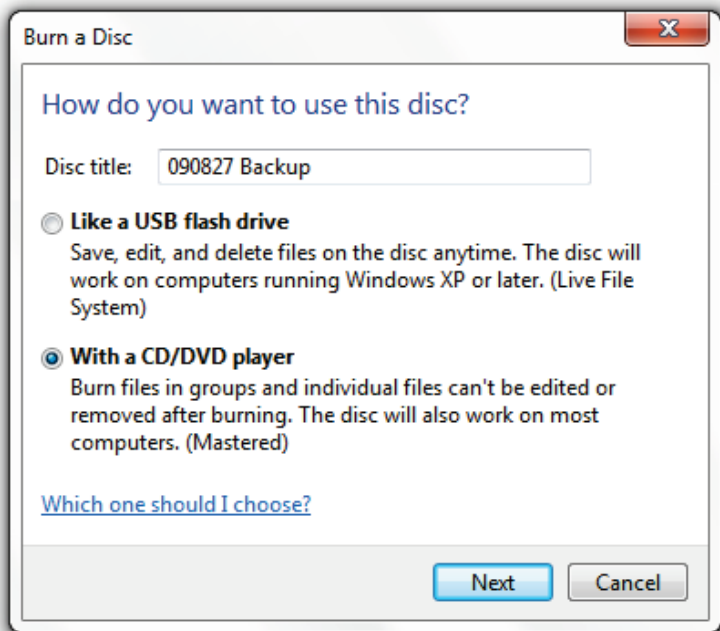 Burn a Disc
How do you want to use this disc?
Disc title: 090827 Backup
Like a USB flash drive
Save, edit, and delete files on the disc anytime. The disc will
work on computers running Windows XP or later. (Live File
System)
With a CD/DVD player
Burn files in groups and individual files can't be edited or
removed after burning. The disc will also work on most
computers. (Mastered)
Which one should I choose?
Next Cancel